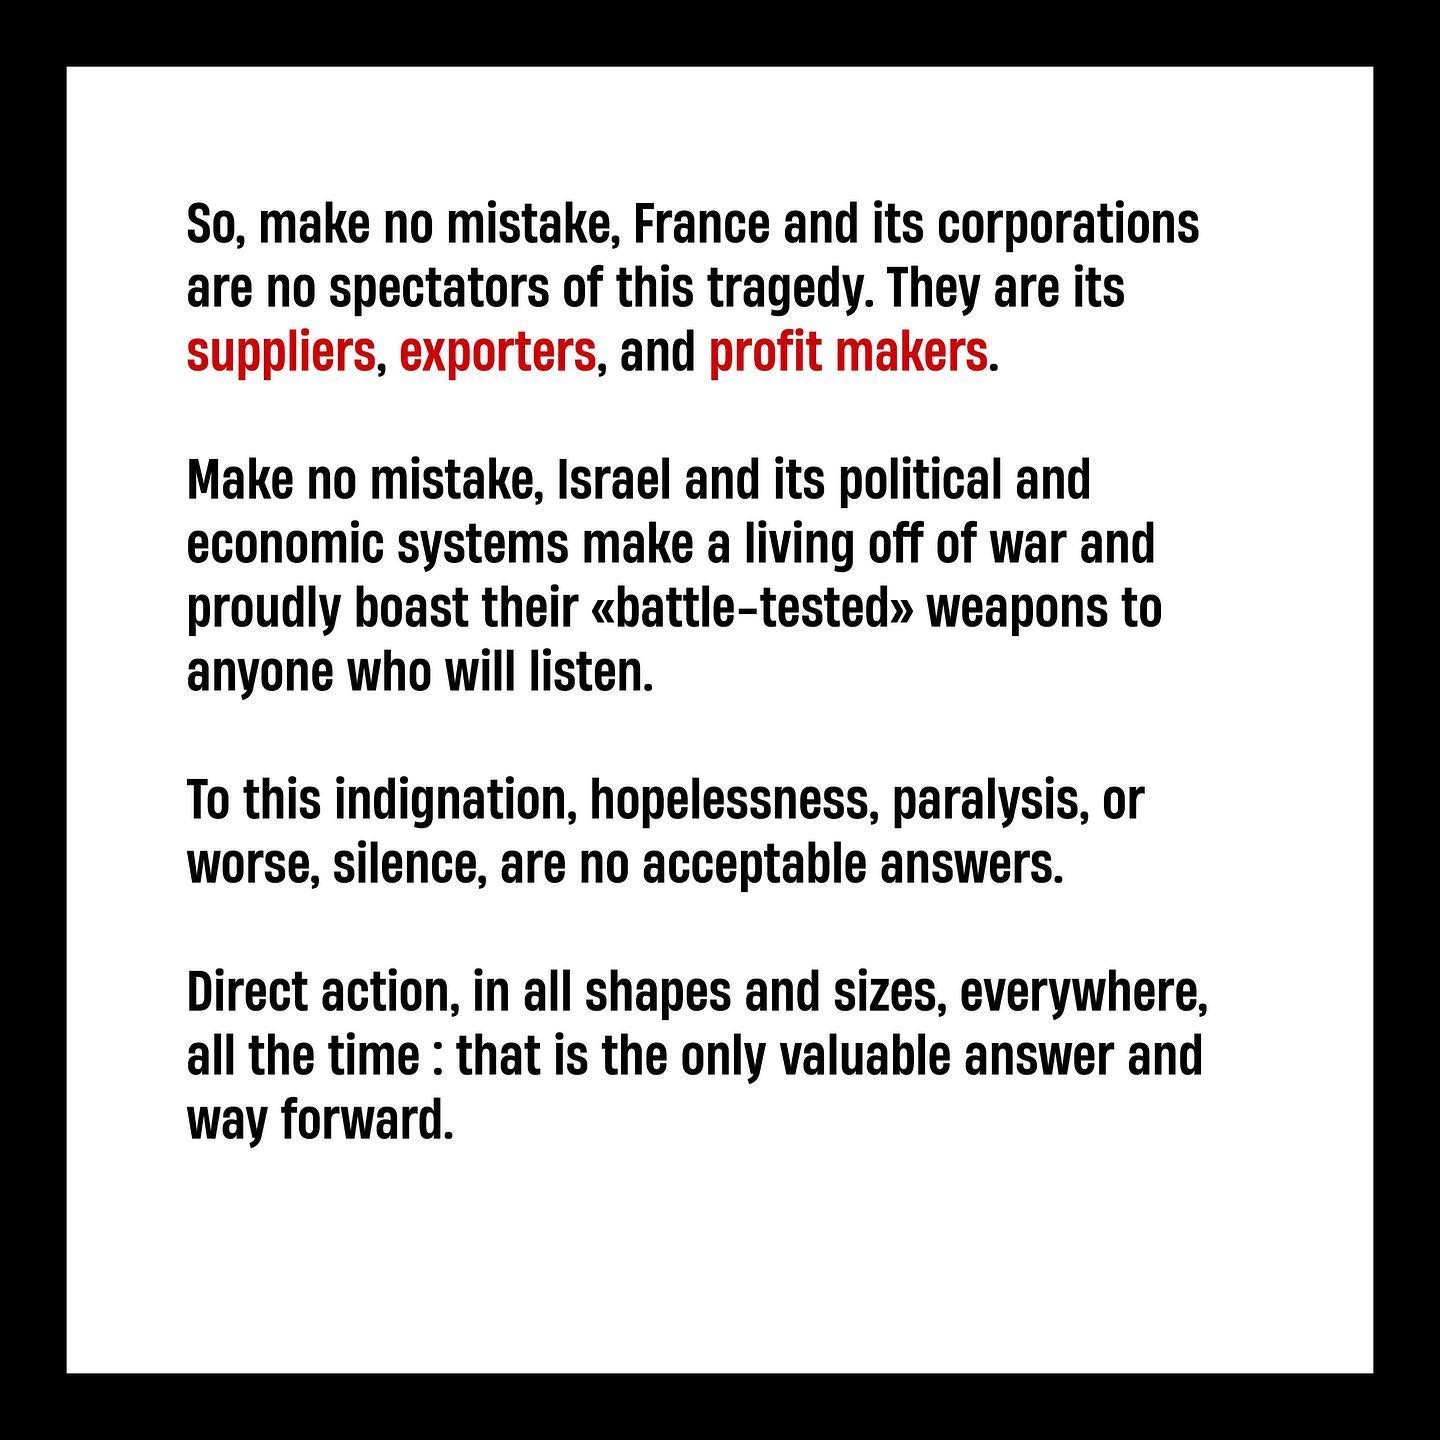 So, make no mistake, France and its corporations
are no spectators of this tragedy. They are its
suppliers, exporters, and profit makers.
Make no mistake, Israel and its political and
economic systems make a living off of war and
proudly boast their «battle-tested» weapons to
anyone who will listen.
To this indignation, hopelessness, paralysis, or
worse, silence, are no acceptable answers.
Direct action, in all shapes and sizes, everywhere,
all the time : that is the only valuable answer and
way forward.